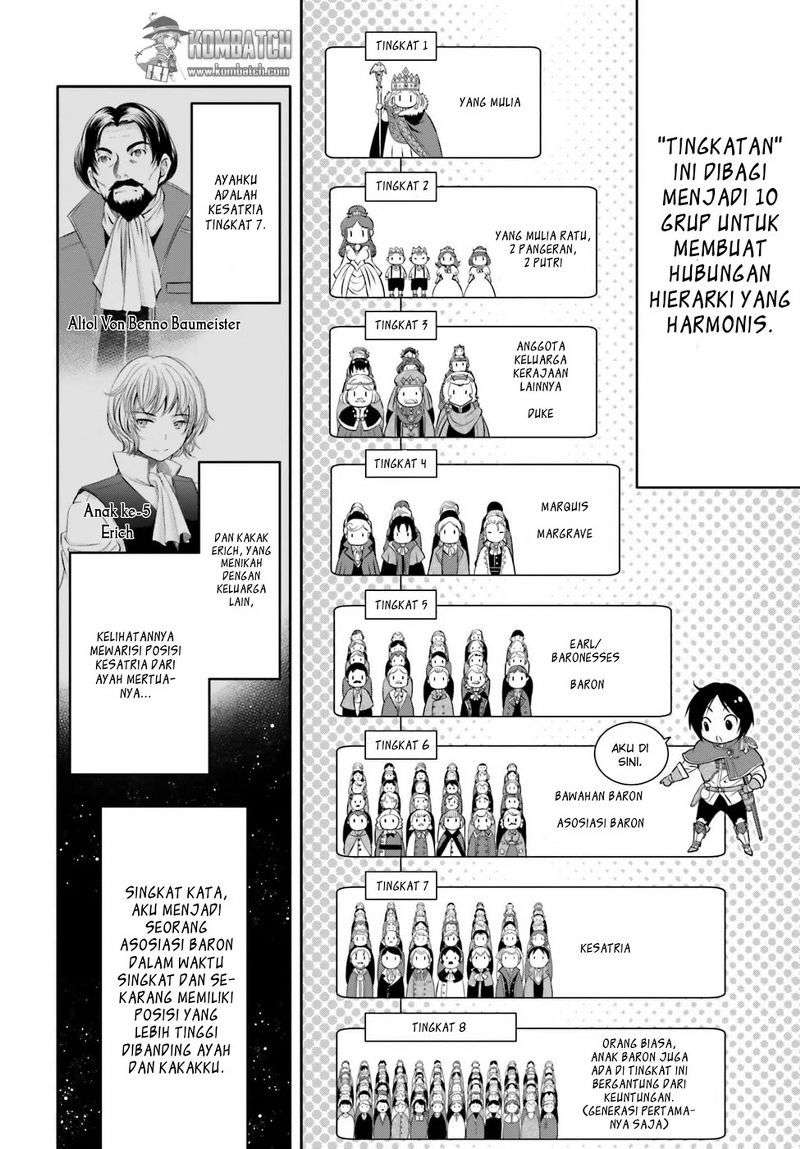 KOMBATCH
www.kombatch.com
"TINGKATAN"
INI DIBAGI
MENJADI 10
GRUP UNTUK
MEMBUAT
HUBUNGAN
HIERARKI YANG
HARMONIS.
TINGKAT 1
YANG MULIA
TINGKAT 2
YANG MULIA RATU,
2 PANGERAN,
2 PUTRI
TINGKAT 3
ANGGOTA
KELUARGA
KERAJAAN
LAINNYA
DUKE
TINGKAT 4
MARQUIS
MARGRAVE
TINGKAT 5
EARL/
BARONESSES
BARON
TINGKAT 6
BAWAHAN BARON
ASOSIASI BARON
AKU DI
SINI.
TINGKAT 7
KESATRIA
TINGKAT 8
ORANG BIASA,
ANAK BARON JUGA
ADA DI TINGKAT INI
BERGANTUNG DARI
KEUNTUNGAN.
(GENERASI PERTAMA-
NYA SAJA)
AYAHKU
ADALAH
KESATRIA
TINGKAT 7.
Altol Von Benno Baumeister
Anak ke-5
Erich
DAN KAKAK
ERICH, YANG
MENIKAH
DENGAN
KELUARGA
LAIN,
KELIHATANNYA
MEWARISI POSISI
KESATRIA DARI
AYAH MERTUA-
NYA...
SINGKAT KATA,
AKU MENJADI
SEORANG
ASOSIASI BARON
DALAM WAKTU
SINGKAT DAN SE-
KARANG MEMILIKI
POSISI YANG
LEBIH TINGGI
DIBANDING AYAH
DAN KAKAKKU.